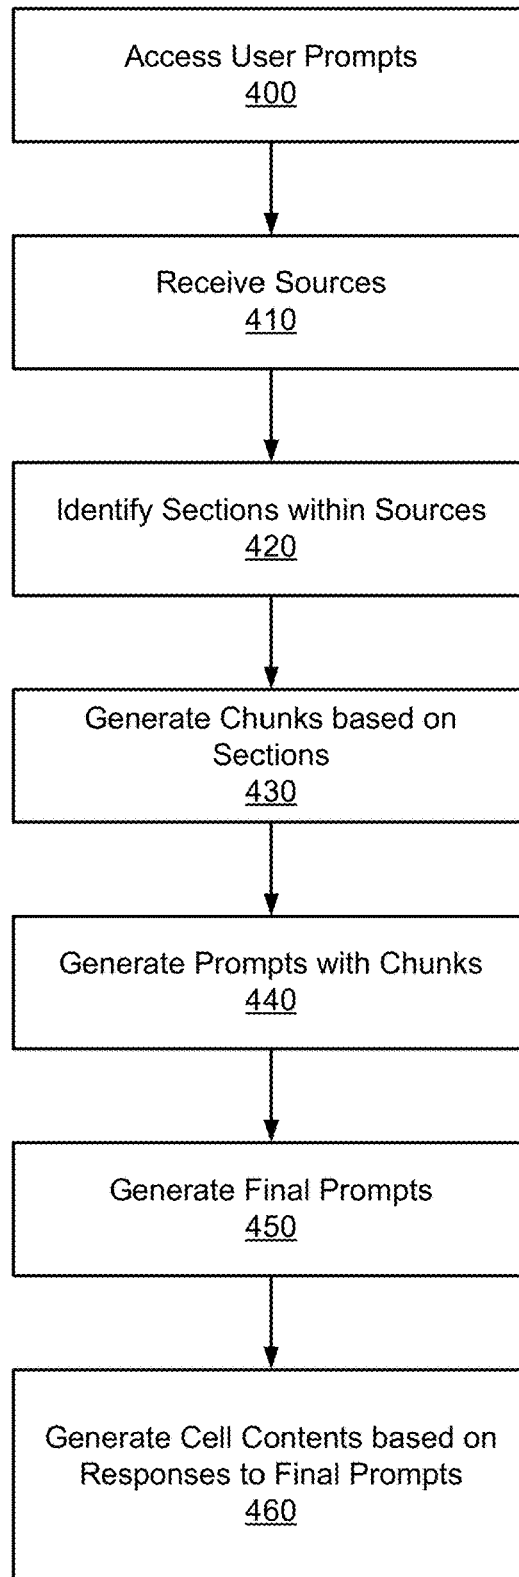 Access User Prompts
400
Receive Sources
410
Identify Sections within Sources
420
Generate Chunks based on
Sections
430
Generate Prompts with Chunks
440
Generate Final Prompts
450
Generate Cell Contents based on
Responses to Final Prompts
460